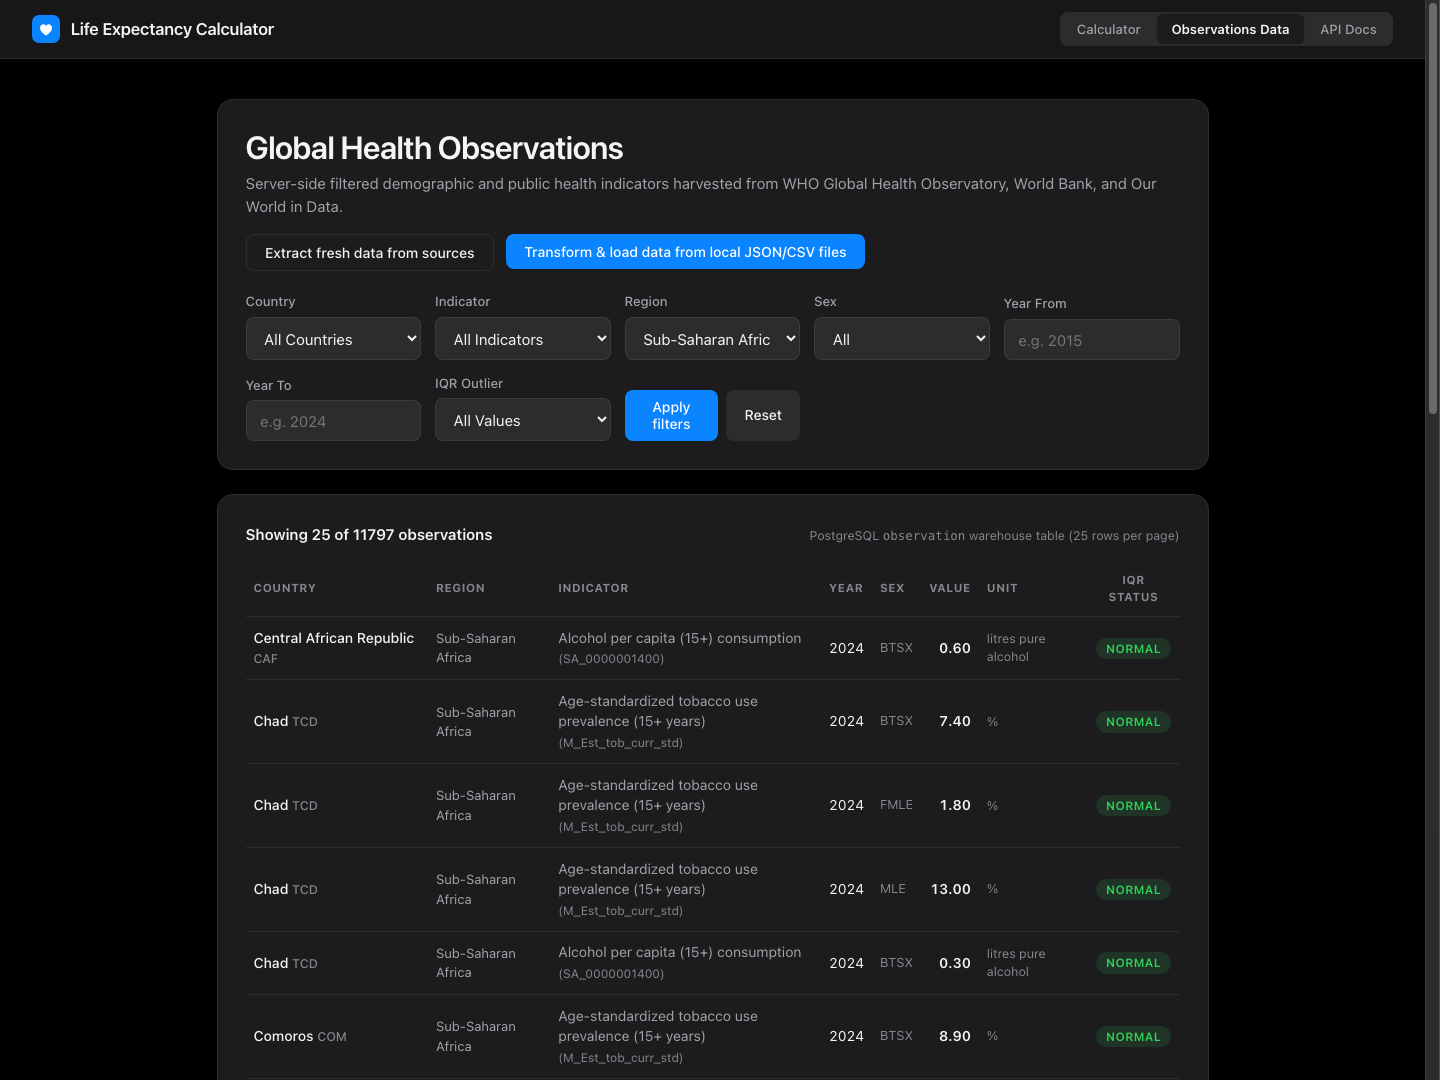 Life Expectancy Calculator
Calculator
Observations Data
API Docs
Global Health Observations
Server-side filtered demographic and public health indicators harvested from WHO Global Health Observatory, World Bank, and Our
World in Data.
Extract fresh data from sources
Transform & load data from local JSON/CSV files
Country
Indicator
Region
Sex
Year From
All Countries
All Indicators
Sub-Saharan Afric
All
e.g. 2015
Year To
IQR Outlier
e.g. 2024
All Values
Apply
filters
Reset
Showing 25 of 11797 observations
PostgreSQL observation warehouse table (25 rows per page)
COUNTRY REGION INDICATOR YEAR SEX VALUE UNIT IQR
STATUS
Central African Republic Sub-Saharan Alcohol per capita (15+) consumption 2024 BTSX 0.60 litres pure NORMAL
CAF Africa (SA_0000001400) alcohol
Age-standardized tobacco use
Chad TCD Sub-Saharan prevalence (15+ years) 2024 BTSX 7.40 % NORMAL
Africa (M_Est_tob_curr_std)
Age-standardized tobacco use
Chad TCD Sub-Saharan prevalence (15+ years) 2024 FMLE 1.80 % NORMAL
Africa (M_Est_tob_curr_std)
Age-standardized tobacco use
Chad TCD Sub-Saharan prevalence (15+ years) 2024 MLE 13.00 % NORMAL
Africa (M_Est_tob_curr_std)
Chad TCD Sub-Saharan Alcohol per capita (15+) consumption 2024 BTSX 0.30 litres pure NORMAL
Africa (SA_0000001400) alcohol
Age-standardized tobacco use
Comoros COM Sub-Saharan prevalence (15+ years) 2024 BTSX 8.90 % NORMAL
Africa (M_Est_tob_curr_std)